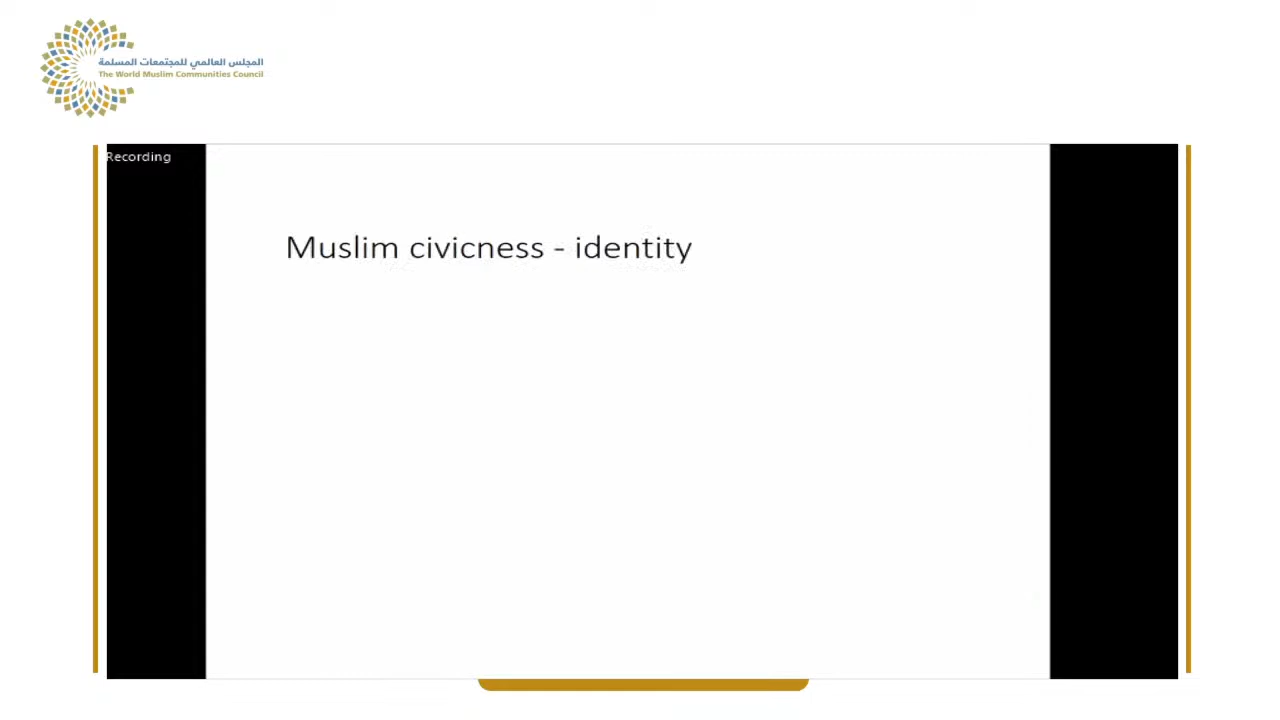 المجلس العالمي للمجتمعات المسلمة
The World Muslim Communities Council
Recording
Muslim civicness - identity